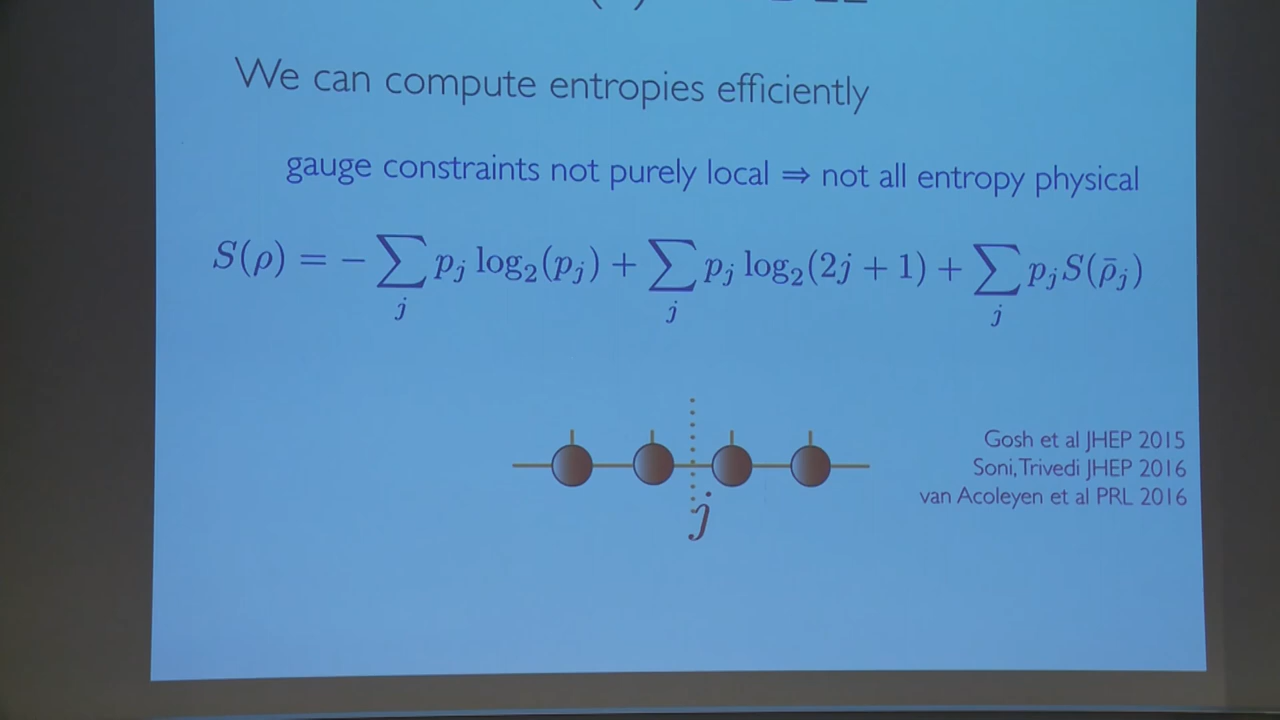 We can compute entropies efficiently
gauge constraints not purely local ⇒ not all entropy physical
S(ρ) = − ∑_j p_j log_2(p_j) + ∑_j p_j log_2(2j + 1) + ∑_j p_j S(ρ̄_j)
j
Gosh et al JHEP 2015
Soni, Trivedi JHEP 2016
van Acoleyen et al PRL 2016